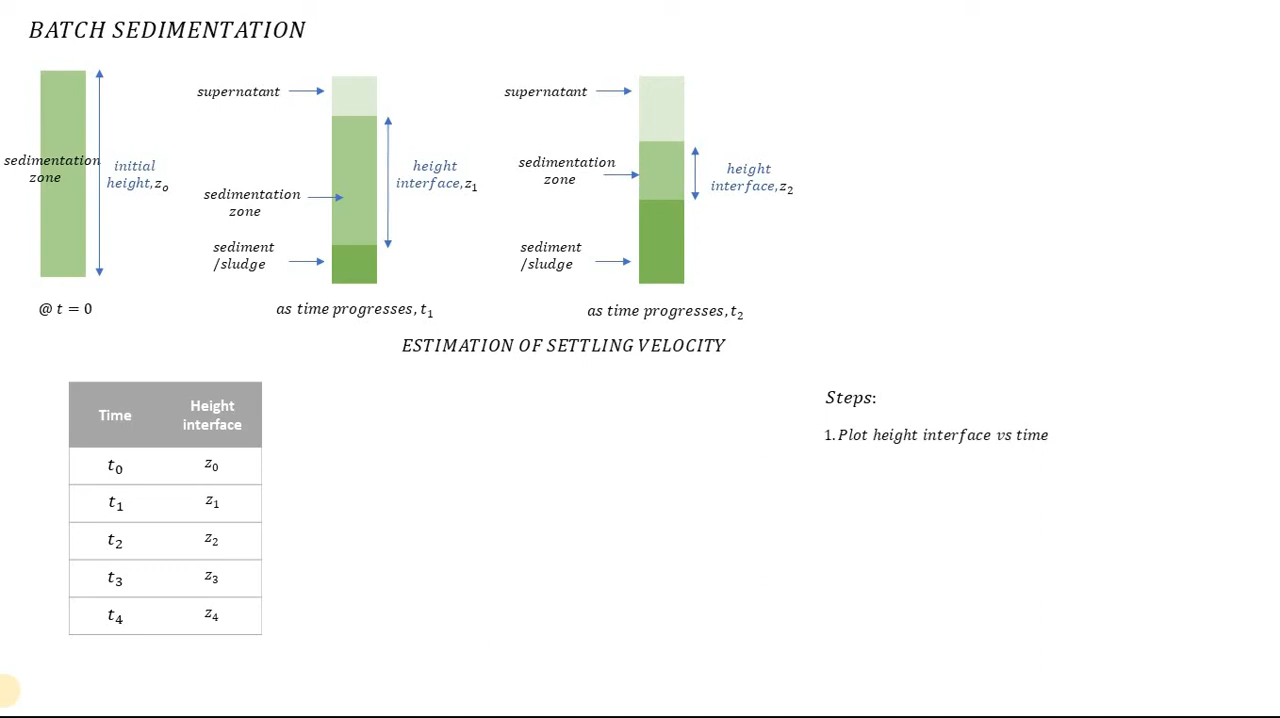 BATCH SEDIMENTATION
supernatant
supernatant
sedimentation
zone
initial
height, zo
height
interface, z1
sedimentation
zone
height
interface, z2
sedimentation
zone
sediment
/sludge
sediment
/sludge
@ t = 0
as time progresses, t1
as time progresses, t2
ESTIMATION OF SETTLING VELOCITY
Time Height
interface
t0 z0
t1 z1
t2 z2
t3 z3
t4 z4
Steps:
1. Plot height interface vs time